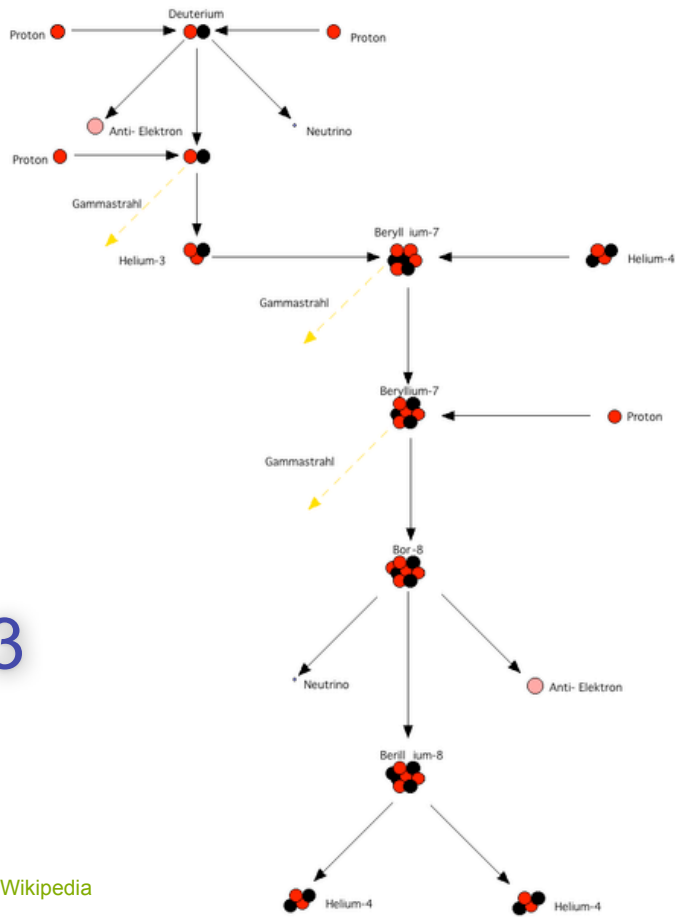 Deuterium
Proton
Proton
Anti- Elektron
Neutrino
Proton
Gammastrahl
Beryll ium-7
Helium-3
Helium-4
Gammastrahl
Beryllium-7
Proton
Gammastrahl
Bor-8
3
Neutrino
Anti- Elektron
Berill ium-8
Wikipedia
Helium-4
Helium-4